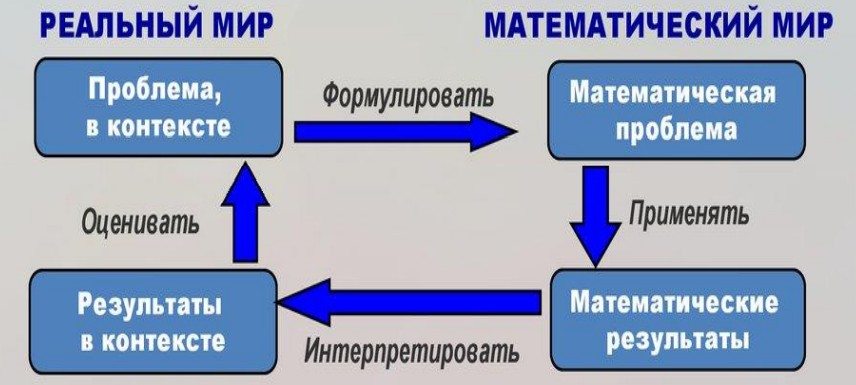 РЕАЛЬНЫЙ МИР
МАТЕМАТИЧЕСКИЙ МИР
Проблема,
в контексте
Формулировать
Математическая
проблема
Оценивать
Применять
Результаты
в контексте
Интерпретировать
Математические
результаты